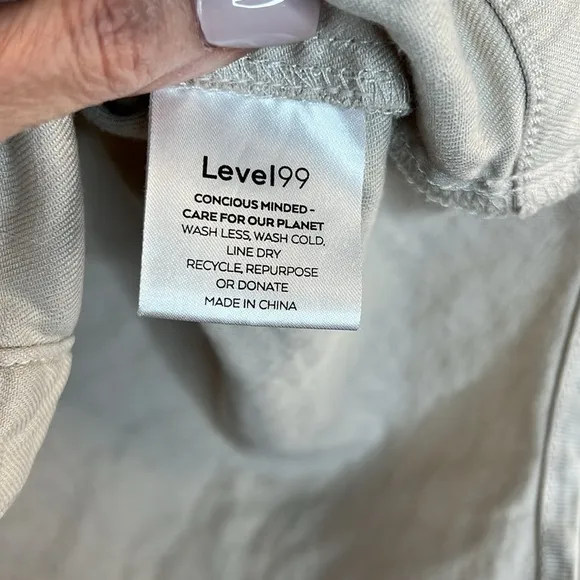 Level99
CONCIOUS MINDED -
CARE FOR OUR PLANET
WASH LESS, WASH COLD,
LINE DRY
RECYCLE, REPURPOSE
OR DONATE
MADE IN CHINA